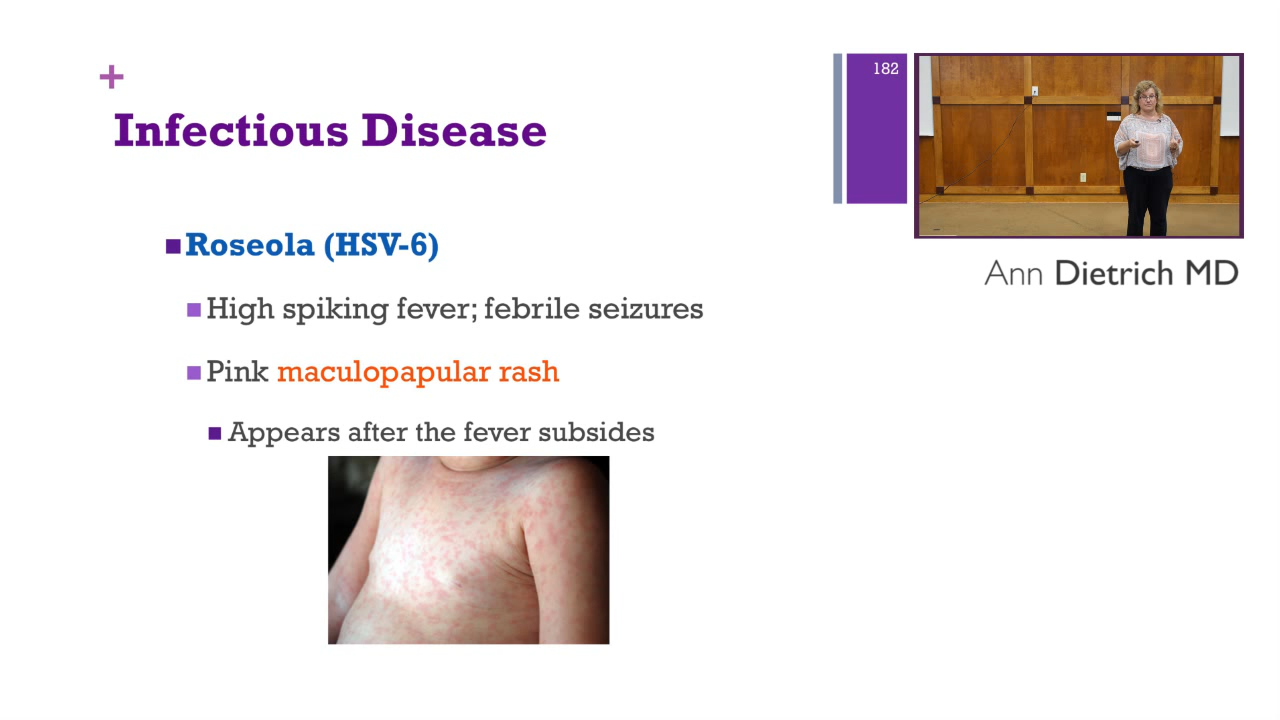 +
Infectious Disease
182
Roseola (HSV-6)
High spiking fever; febrile seizures
Pink maculopapular rash
Appears after the fever subsides
Ann Dietrich MD